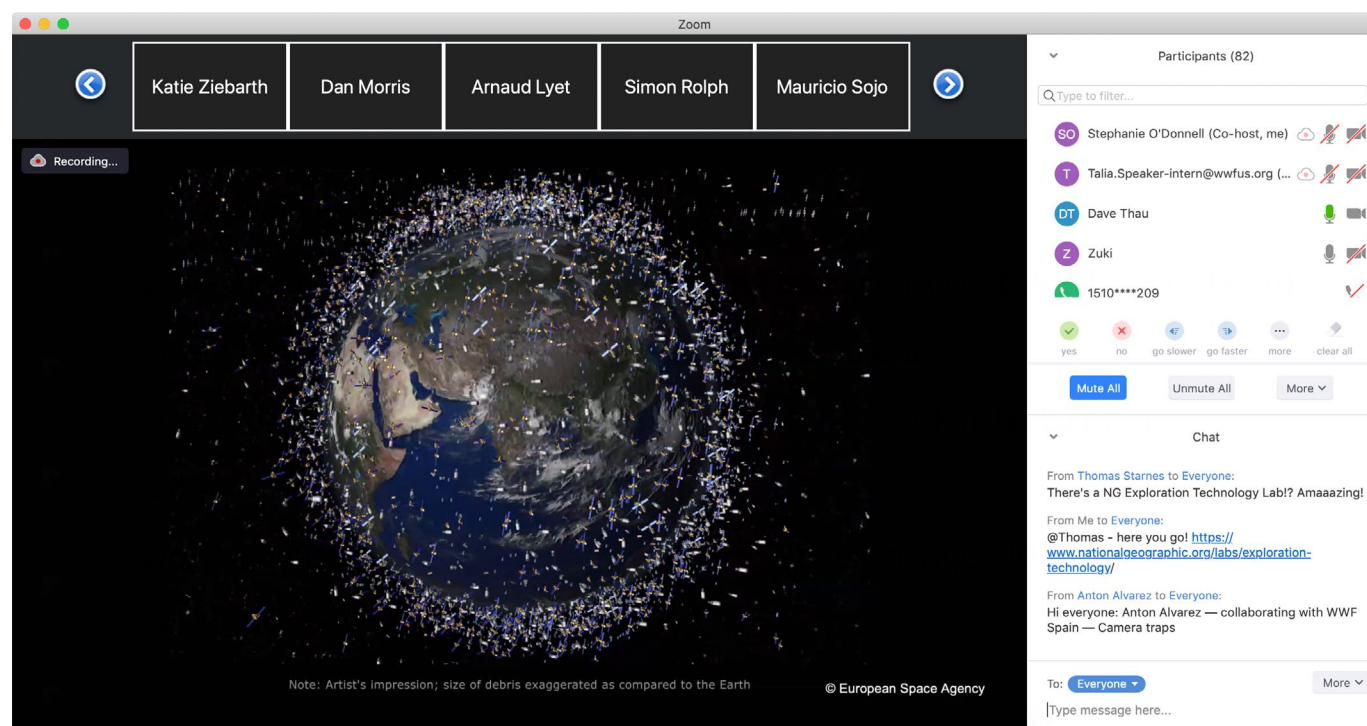 Zoom
Katie Ziebarth
Dan Morris
Arnaud Lyet
Simon Rolph
Mauricio Sojo
Recording...
Note: Artist's impression; size of debris exaggerated as compared to the Earth
© European Space Agency
Participants (82)
Type to filter...
SO Stephanie O'Donnell (Co-host, me)
T Talia.Speaker-intern@wwfus.org (...
DT Dave Thau
Z Zuki
1510****209
yes no go slower go faster more clear all
Mute All Unmute All More
Chat
From Thomas Starnes to Everyone:
There's a NG Exploration Technology Lab!? Amaaazing!
From Me to Everyone:
@Thomas - here you go! https://
www.nationalgeographic.org/labs/exploration-
technology/
From Anton Alvarez to Everyone:
Hi everyone: Anton Alvarez — collaborating with WWF
Spain — Camera traps
To: Everyone More
Type message here...